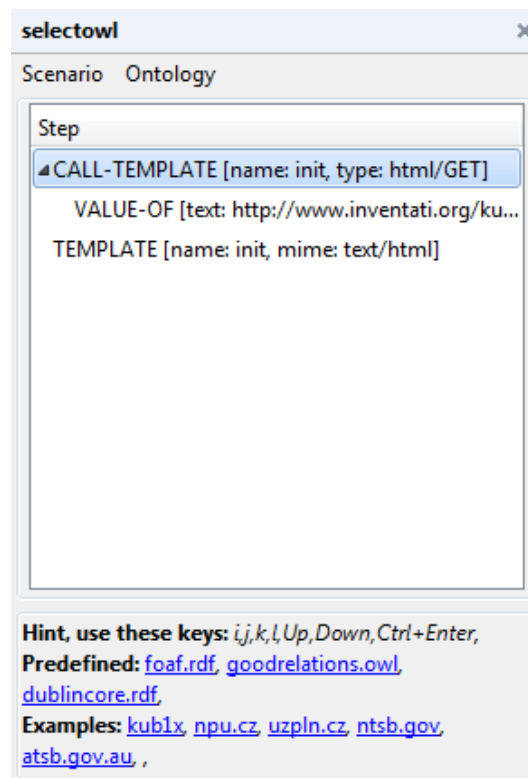 selectowl
Scenario Ontology
Step
CALL-TEMPLATE [name: init, type: html/GET]
VALUE-OF [text: http://www.inventati.org/ku...
TEMPLATE [name: init, mime: text/html]
Hint, use these keys: i,j,k,l,Up,Down,Ctrl+Enter,
Predefined: foaf.rdf, goodrelations.owl,
dublincore.rdf,
Examples: kub1x, npu.cz, uzpln.cz, ntsb.gov,
atsb.gov.au, ,